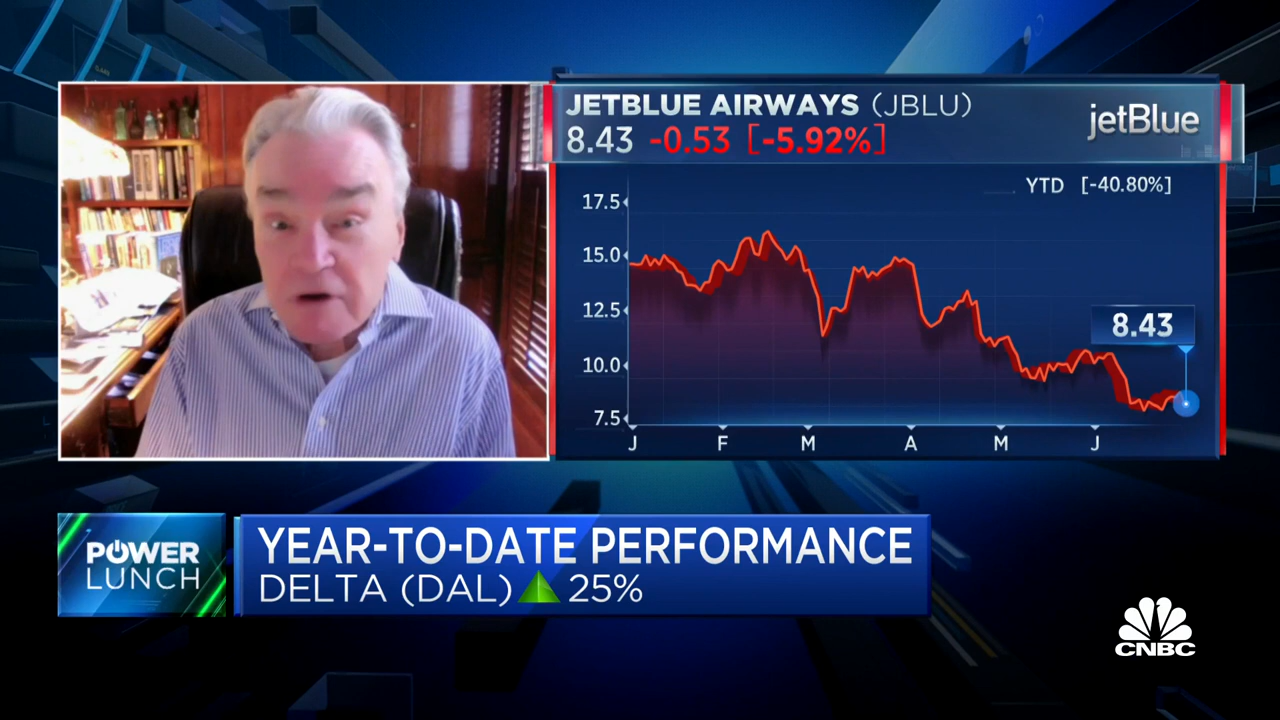 JETBLUE AIRWAYS (JBLU)
8.43 -0.53 [-5.92%]
jetBlue
YTD [-40.80%]
17.5
15.0
12.5
10.0
7.5
8.43
J F M A M J
POWER
LUNCH
YEAR-TO-DATE PERFORMANCE
DELTA (DAL) ▲ 25%
CNBC